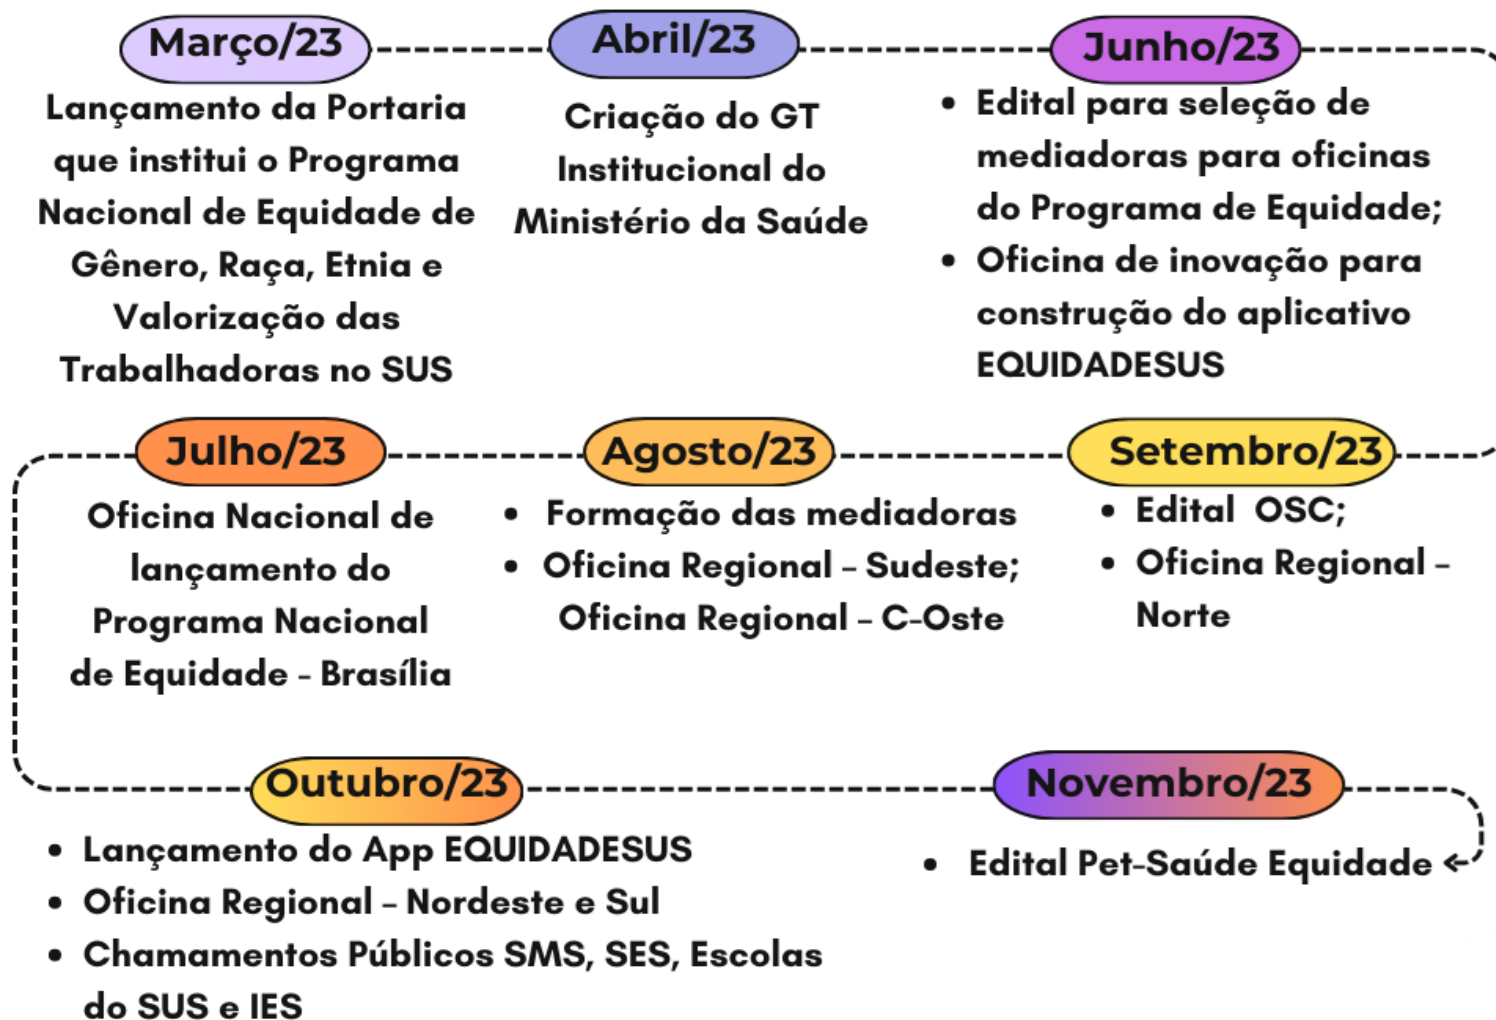 Março/23
Lançamento da Portaria
que institui o Programa
Nacional de Equidade de
Gênero, Raça, Etnia e
Valorização das
Trabalhadoras no SUS
Abril/23
Criação do GT
Institucional do
Ministério da Saúde
Junho/23
• Edital para seleção de
mediadoras para oficinas
do Programa de Equidade;
• Oficina de inovação para
construção do aplicativo
EQUIDADESUS
Julho/23
Oficina Nacional de
lançamento do
Programa Nacional
de Equidade - Brasília
Agosto/23
• Formação das mediadoras
• Oficina Regional – Sudeste;
Oficina Regional – C-Oste
Setembro/23
• Edital OSC;
• Oficina Regional –
Norte
Outubro/23
• Lançamento do App EQUIDADESUS
• Oficina Regional – Nordeste e Sul
• Chamamentos Públicos SMS, SES, Escolas
do SUS e IES
Novembro/23
• Edital Pet-Saúde Equidade